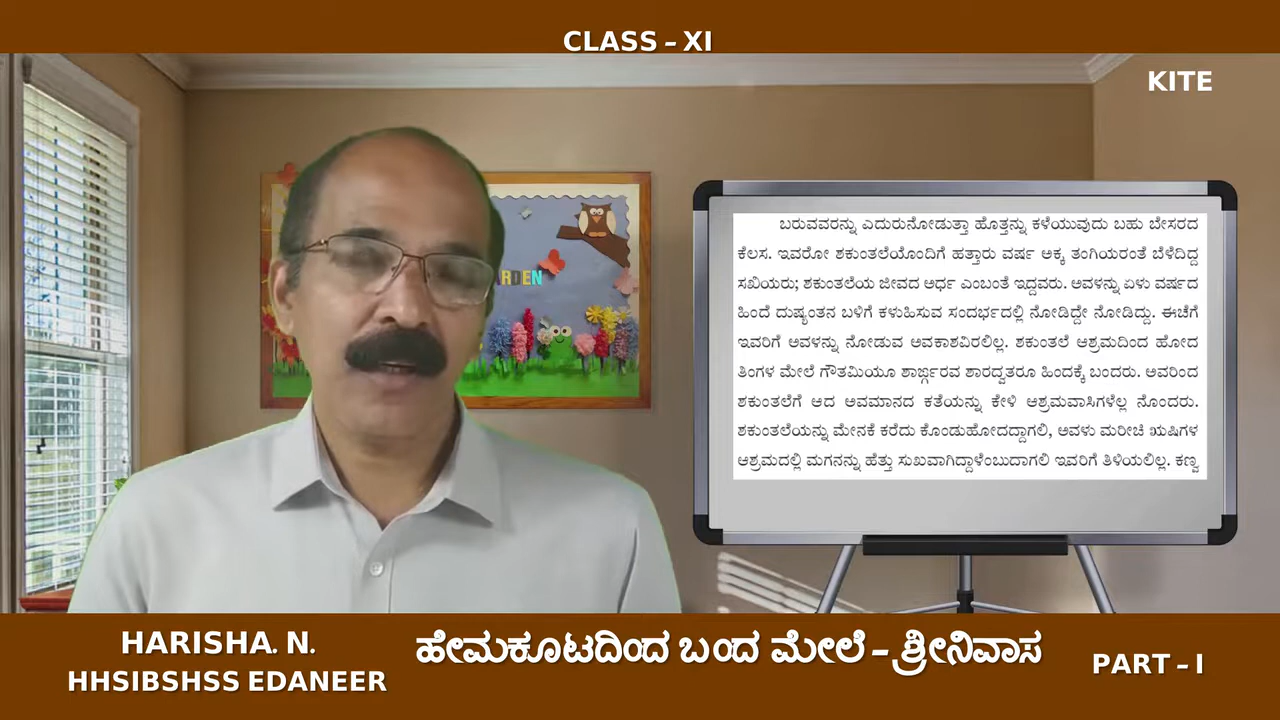 CLASS – XI
KITE
ARDEN
ಬರುವವರನ್ನು ಎದುರುನೋಡುತ್ತಾ ಹೊತ್ತನ್ನು ಕಳೆಯುವುದು ಬಹು ಬೇಸರದ
ಕೆಲಸ. ಇವರೋ ಶಕುಂತಲೆಯೊಂದಿಗೆ ಹತ್ತಾರು ವರ್ಷ ಅಕ್ಕ ತಂಗಿಯರಂತೆ ಬೆಳೆದಿದ್ದ
ಸಖಿಯರು; ಶಕುಂತಲೆಯ ಜೀವದ ಅರ್ಧ ಎಂಬಂತೆ ಇದ್ದವರು. ಅವಳನ್ನು ಏಳು ವರ್ಷದ
ಹಿಂದೆ ದುಷ್ಯಂತನ ಬಳಿಗೆ ಕಳುಹಿಸುವ ಸಂದರ್ಭದಲ್ಲಿ ನೋಡಿದ್ದೇ ನೋಡಿದ್ದು. ಈಚೆಗೆ
ಇವರಿಗೆ ಅವಳನ್ನು ನೋಡುವ ಅವಕಾಶವಿರಲಿಲ್ಲ. ಶಕುಂತಲೆ ಆಶ್ರಮದಿಂದ ಹೋದ
ತಿಂಗಳ ಮೇಲೆ ಗೌತಮಿಯೂ ಶಾರ್ಙ್ಗರವ ಶಾರದ್ವತರೂ ಹಿಂದಕ್ಕೆ ಬಂದರು. ಅವರಿಂದ
ಶಕುಂತಲೆಗೆ ಆದ ಅವಮಾನದ ಕತೆಯನ್ನು ಕೇಳಿ ಆಶ್ರಮವಾಸಿಗಳೆಲ್ಲ ನೊಂದರು.
ಶಕುಂತಲೆಯನ್ನು ಮೇನಕೆ ಕರೆದು ಕೊಂಡುಹೋದದ್ದಾಗಲಿ, ಅವಳು ಮರೀಚಿ ಋಷಿಗಳ
ಆಶ್ರಮದಲ್ಲಿ ಮಗನನ್ನು ಹೆತ್ತು ಸುಖವಾಗಿದ್ದಾಳೆಂಬುದಾಗಲಿ ಇವರಿಗೆ ತಿಳಿಯಲಿಲ್ಲ. ಕಣ್ವ
HARISHA. N.
HHSIBSHSS EDANEER
ಹೇಮಕೂಟದಿಂದ ಬಂದ ಮೇಲೆ – ಶ್ರೀನಿವಾಸ
PART – I